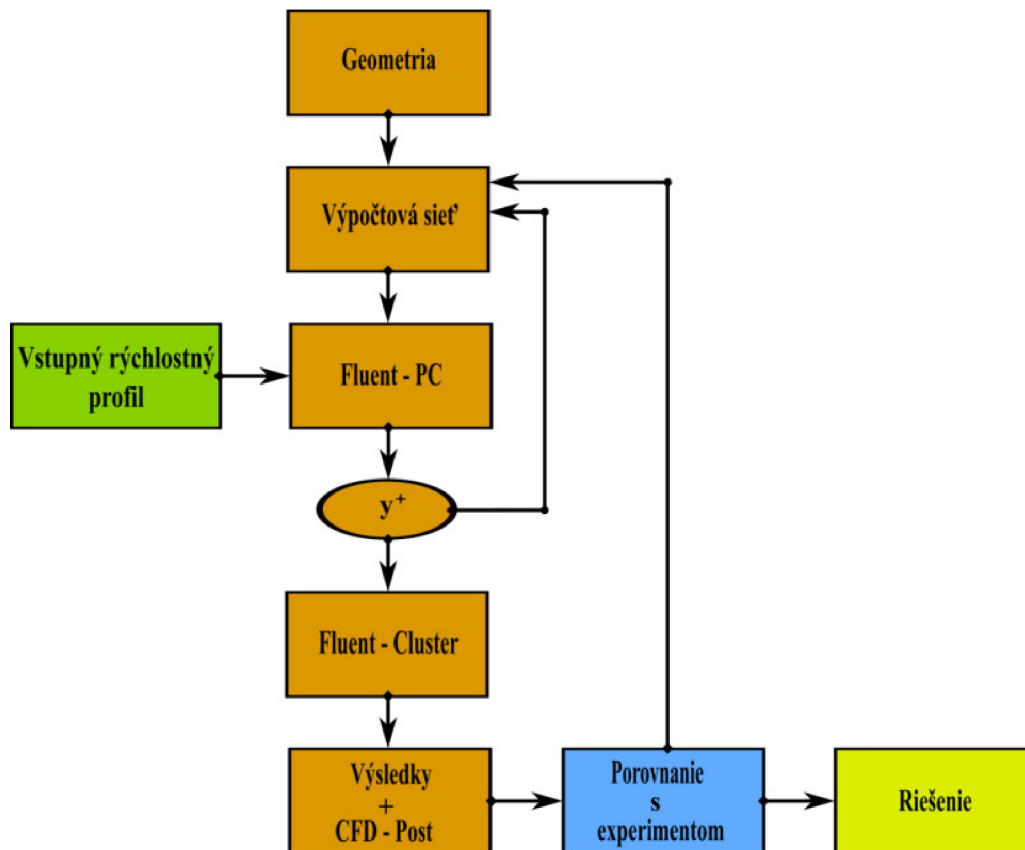 Geometria
Výpočtová sieť
Vstupný rýchlostný
profil
Fluent - PC
y⁺
Fluent - Cluster
Výsledky
+
CFD - Post
Porovnanie
s
experimentom
Riešenie